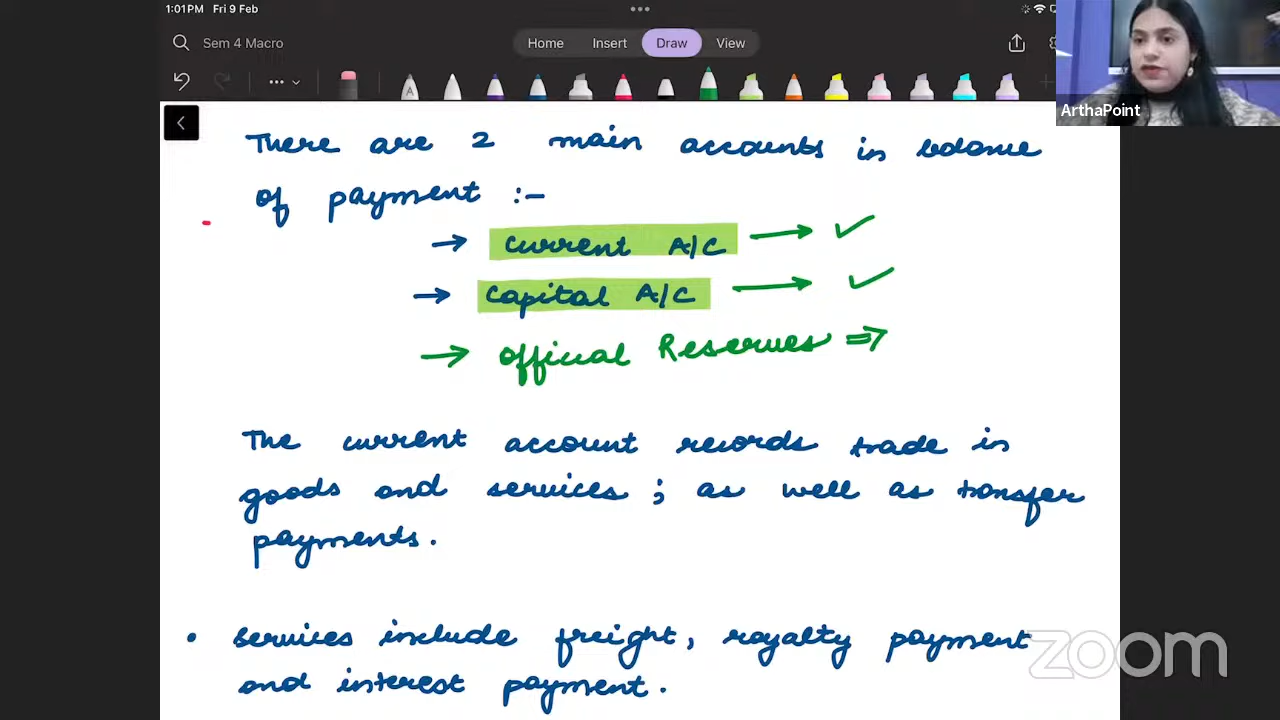 1:01PM Fri 9 Feb
Sem 4 Macro
Home Insert Draw View
ArthaPoint
There are 2 main accounts in balance
of payment :-
→ Current A/C → ✓
→ Capital A/C → ✓
→ Official Reserves ⇒
The current account records trade in
goods and services ; as well as transfer
payments.
• Services include freight, royalty payment
and interest payment.
zoom